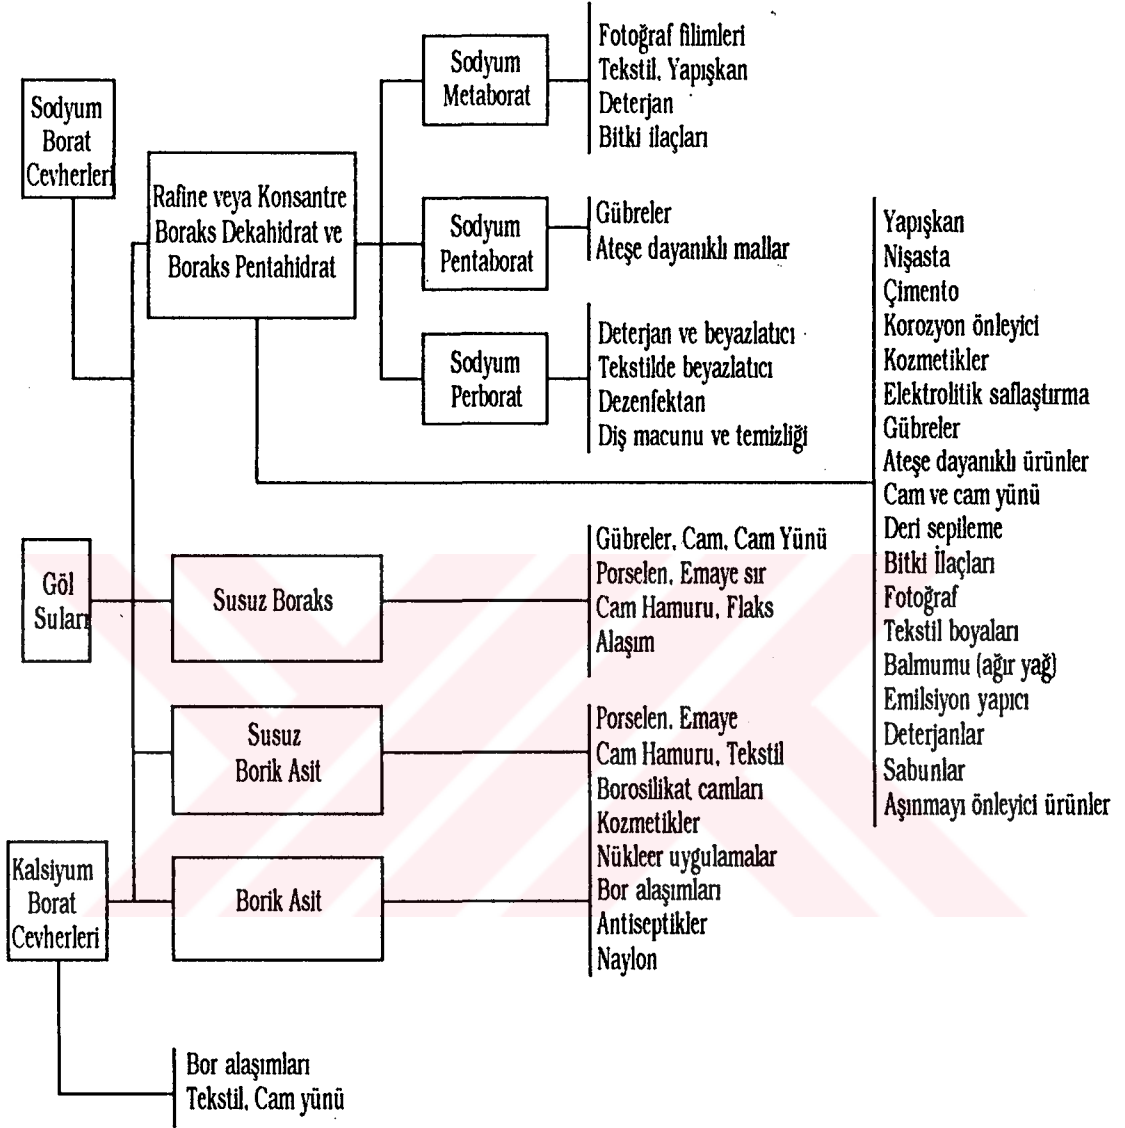 Sodyum
Borat
Cevherleri
Rafine veya Konsantre
Boraks Dekahidrat ve
Boraks Pentahidrat
Sodyum
Metaborat
Fotoğraf filimleri
Tekstil, Yapışkan
Deterjan
Bitki ilaçları
Sodyum
Pentaborat
Gübreler
Ateşe dayanıklı mallar
Sodyum
Perborat
Deterjan ve beyazlatıcı
Tekstilde beyazlatıcı
Dezenfektan
Diş macunu ve temizliği
Yapışkan
Nişasta
Çimento
Korozyon önleyici
Kozmetikler
Elektrolitik saflaştırma
Gübreler
Ateşe dayanıklı ürünler
Cam ve cam yünü
Deri sepileme
Bitki İlaçları
Fotoğraf
Tekstil boyaları
Balmumu (ağır yağ)
Emilsiyon yapıcı
Deterjanlar
Sabunlar
Aşınmayı önleyici ürünler
Göl
Suları
Susuz Boraks
Gübreler, Cam, Cam Yünü
Porselen, Emaye sır
Cam Hamuru, Flaks
Alaşım
Susuz
Borik Asit
Porselen, Emaye
Cam Hamuru, Tekstil
Borosilikat camları
Kozmetikler
Nükleer uygulamalar
Bor alaşımları
Antiseptikler
Naylon
Kalsiyum
Borat
Cevherleri
Borik Asit
Bor alaşımları
Tekstil, Cam yünü